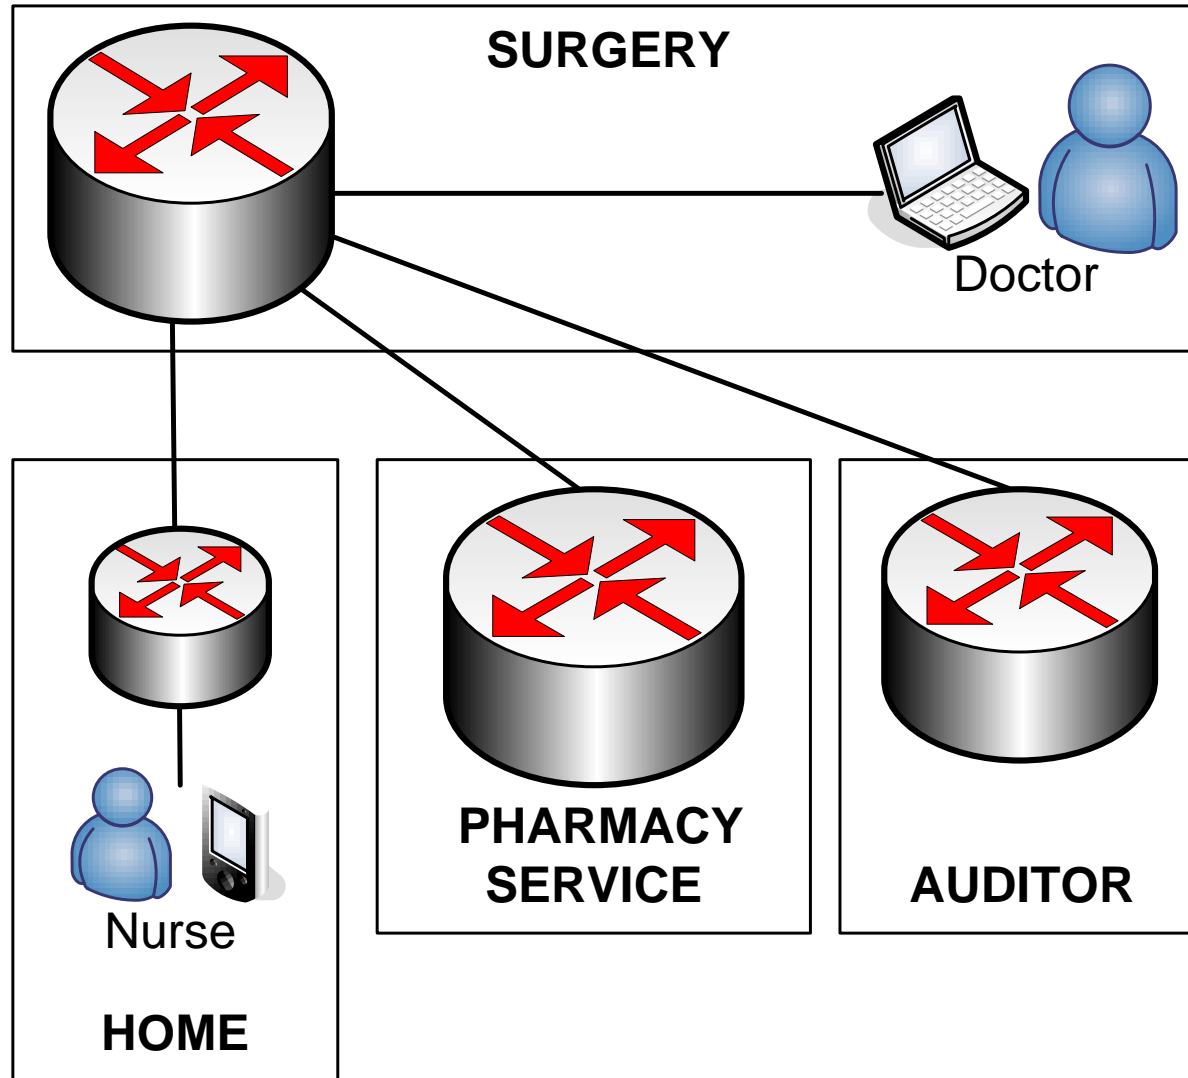 SURGERY
Doctor
Nurse
HOME
PHARMACY
SERVICE
AUDITOR